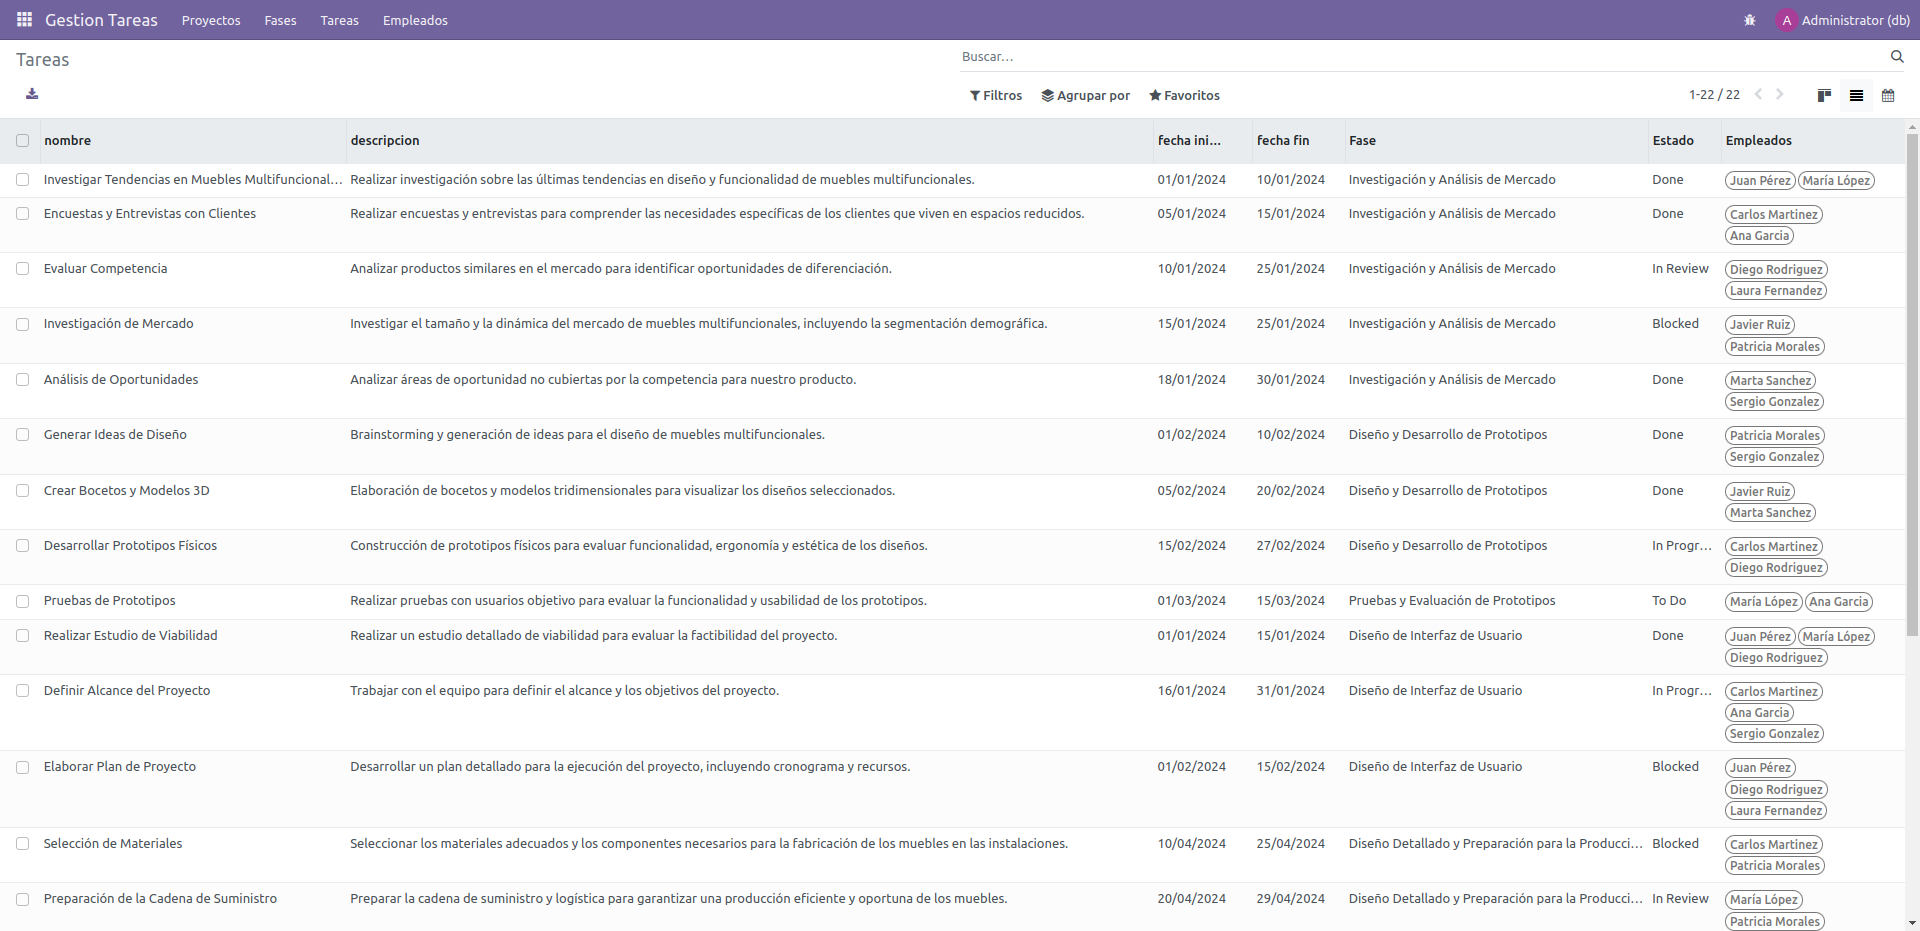 Gestion Tareas Proyectos Fases Tareas Empleados A Administrator (db)
Tareas Buscar...
Filtros Agrupar por Favoritos 1-22 / 22
nombre descripcion fecha ini... fecha fin Fase Estado Empleados
Investigar Tendencias en Muebles Multifuncional... Realizar investigación sobre las últimas tendencias en diseño y funcionalidad de muebles multifuncionales. 01/01/2024 10/01/2024 Investigación y Análisis de Mercado Done Juan Pérez María López
Encuestas y Entrevistas con Clientes Realizar encuestas y entrevistas para comprender las necesidades específicas de los clientes que viven en espacios reducidos. 05/01/2024 15/01/2024 Investigación y Análisis de Mercado Done Carlos Martinez
Ana Garcia
Evaluar Competencia Analizar productos similares en el mercado para identificar oportunidades de diferenciación. 10/01/2024 25/01/2024 Investigación y Análisis de Mercado In Review Diego Rodriguez
Laura Fernandez
Investigación de Mercado Investigar el tamaño y la dinámica del mercado de muebles multifuncionales, incluyendo la segmentación demográfica. 15/01/2024 25/01/2024 Investigación y Análisis de Mercado Blocked Javier Ruiz
Patricia Morales
Análisis de Oportunidades Analizar áreas de oportunidad no cubiertas por la competencia para nuestro producto. 18/01/2024 30/01/2024 Investigación y Análisis de Mercado Done Marta Sanchez
Sergio Gonzalez
Generar Ideas de Diseño Brainstorming y generación de ideas para el diseño de muebles multifuncionales. 01/02/2024 10/02/2024 Diseño y Desarrollo de Prototipos Done Patricia Morales
Sergio Gonzalez
Crear Bocetos y Modelos 3D Elaboración de bocetos y modelos tridimensionales para visualizar los diseños seleccionados. 05/02/2024 20/02/2024 Diseño y Desarrollo de Prototipos Done Javier Ruiz
Marta Sanchez
Desarrollar Prototipos Físicos Construcción de prototipos físicos para evaluar funcionalidad, ergonomía y estética de los diseños. 15/02/2024 27/02/2024 Diseño y Desarrollo de Prototipos In Progr... Carlos Martinez
Diego Rodriguez
Pruebas de Prototipos Realizar pruebas con usuarios objetivo para evaluar la funcionalidad y usabilidad de los prototipos. 01/03/2024 15/03/2024 Pruebas y Evaluación de Prototipos To Do María López Ana Garcia
Realizar Estudio de Viabilidad Realizar un estudio detallado de viabilidad para evaluar la factibilidad del proyecto. 01/01/2024 15/01/2024 Diseño de Interfaz de Usuario Done Juan Pérez María López
Diego Rodriguez
Definir Alcance del Proyecto Trabajar con el equipo para definir el alcance y los objetivos del proyecto. 16/01/2024 31/01/2024 Diseño de Interfaz de Usuario In Progr... Carlos Martinez
Ana Garcia
Sergio Gonzalez
Elaborar Plan de Proyecto Desarrollar un plan detallado para la ejecución del proyecto, incluyendo cronograma y recursos. 01/02/2024 15/02/2024 Diseño de Interfaz de Usuario Blocked Juan Pérez
Diego Rodriguez
Laura Fernandez
Selección de Materiales Seleccionar los materiales adecuados y los componentes necesarios para la fabricación de los muebles en las instalaciones. 10/04/2024 25/04/2024 Diseño Detallado y Preparación para la Producci... Blocked Carlos Martinez
Patricia Morales
Preparación de la Cadena de Suministro Preparar la cadena de suministro y logística para garantizar una producción eficiente y oportuna de los muebles. 20/04/2024 29/04/2024 Diseño Detallado y Preparación para la Producci... In Review María López
Patricia Morales